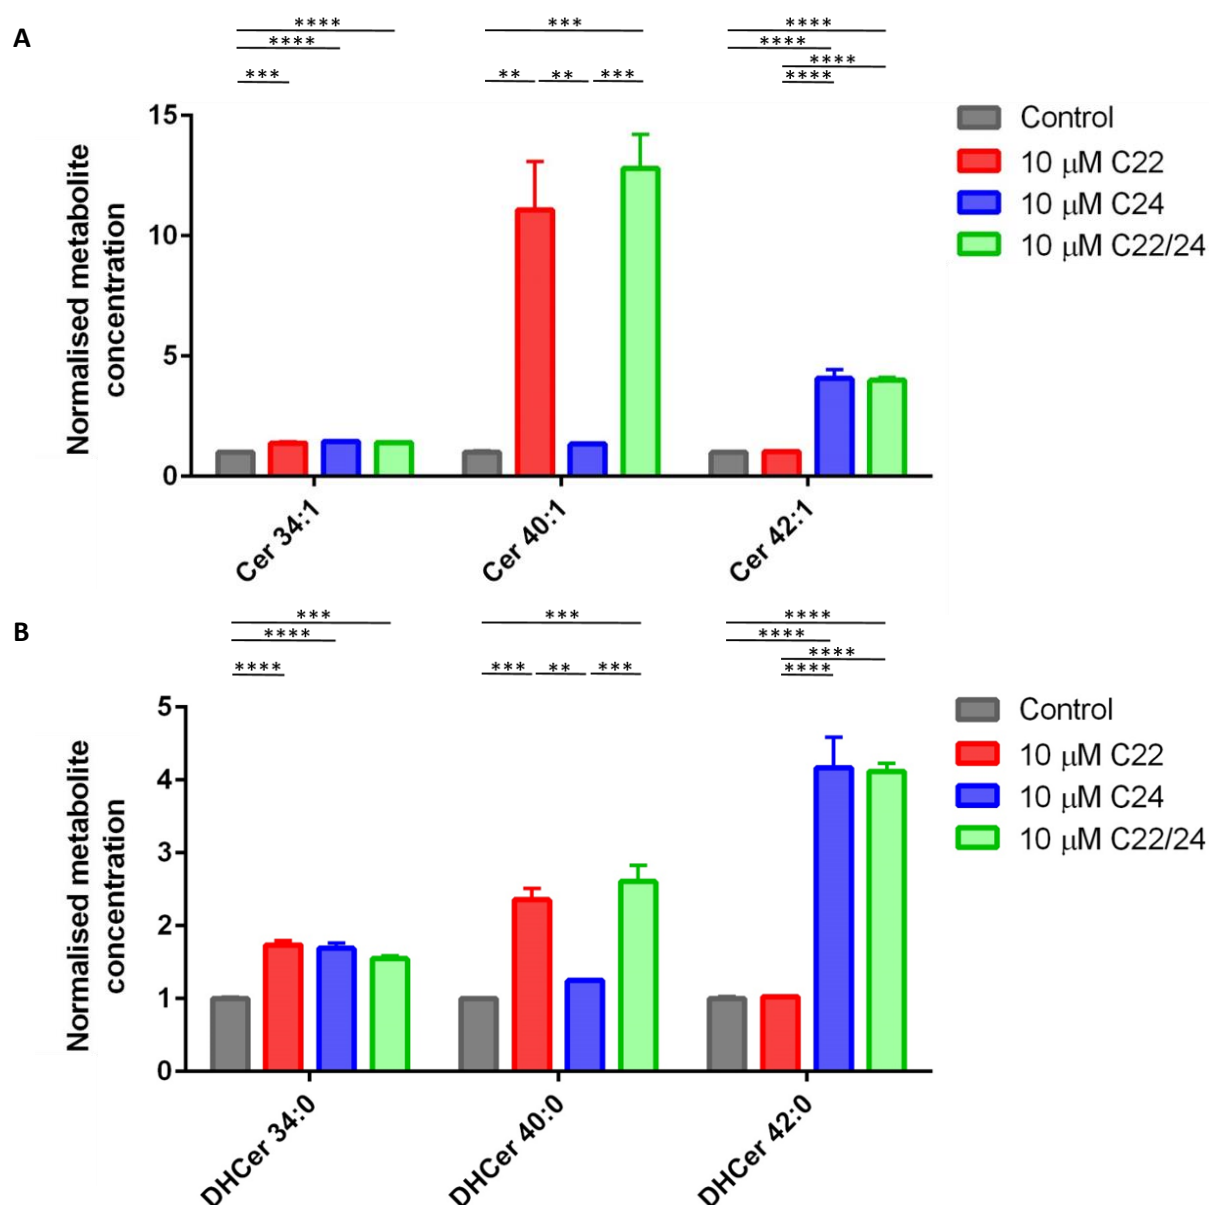 A
****
***
****
****
****
****
***
** ** ***
****
15
10
5
0
Normalised metabolite
concentration
Control
10 μM C22
10 μM C24
10 μM C22/24
Cer 34:1
Cer 40:1
Cer 42:1
B
***
***
****
****
****
****
****
*** ** ***
****
5
4
3
2
1
0
Normalised metabolite
concentration
Control
10 μM C22
10 μM C24
10 μM C22/24
DHCer 34:0
DHCer 40:0
DHCer 42:0